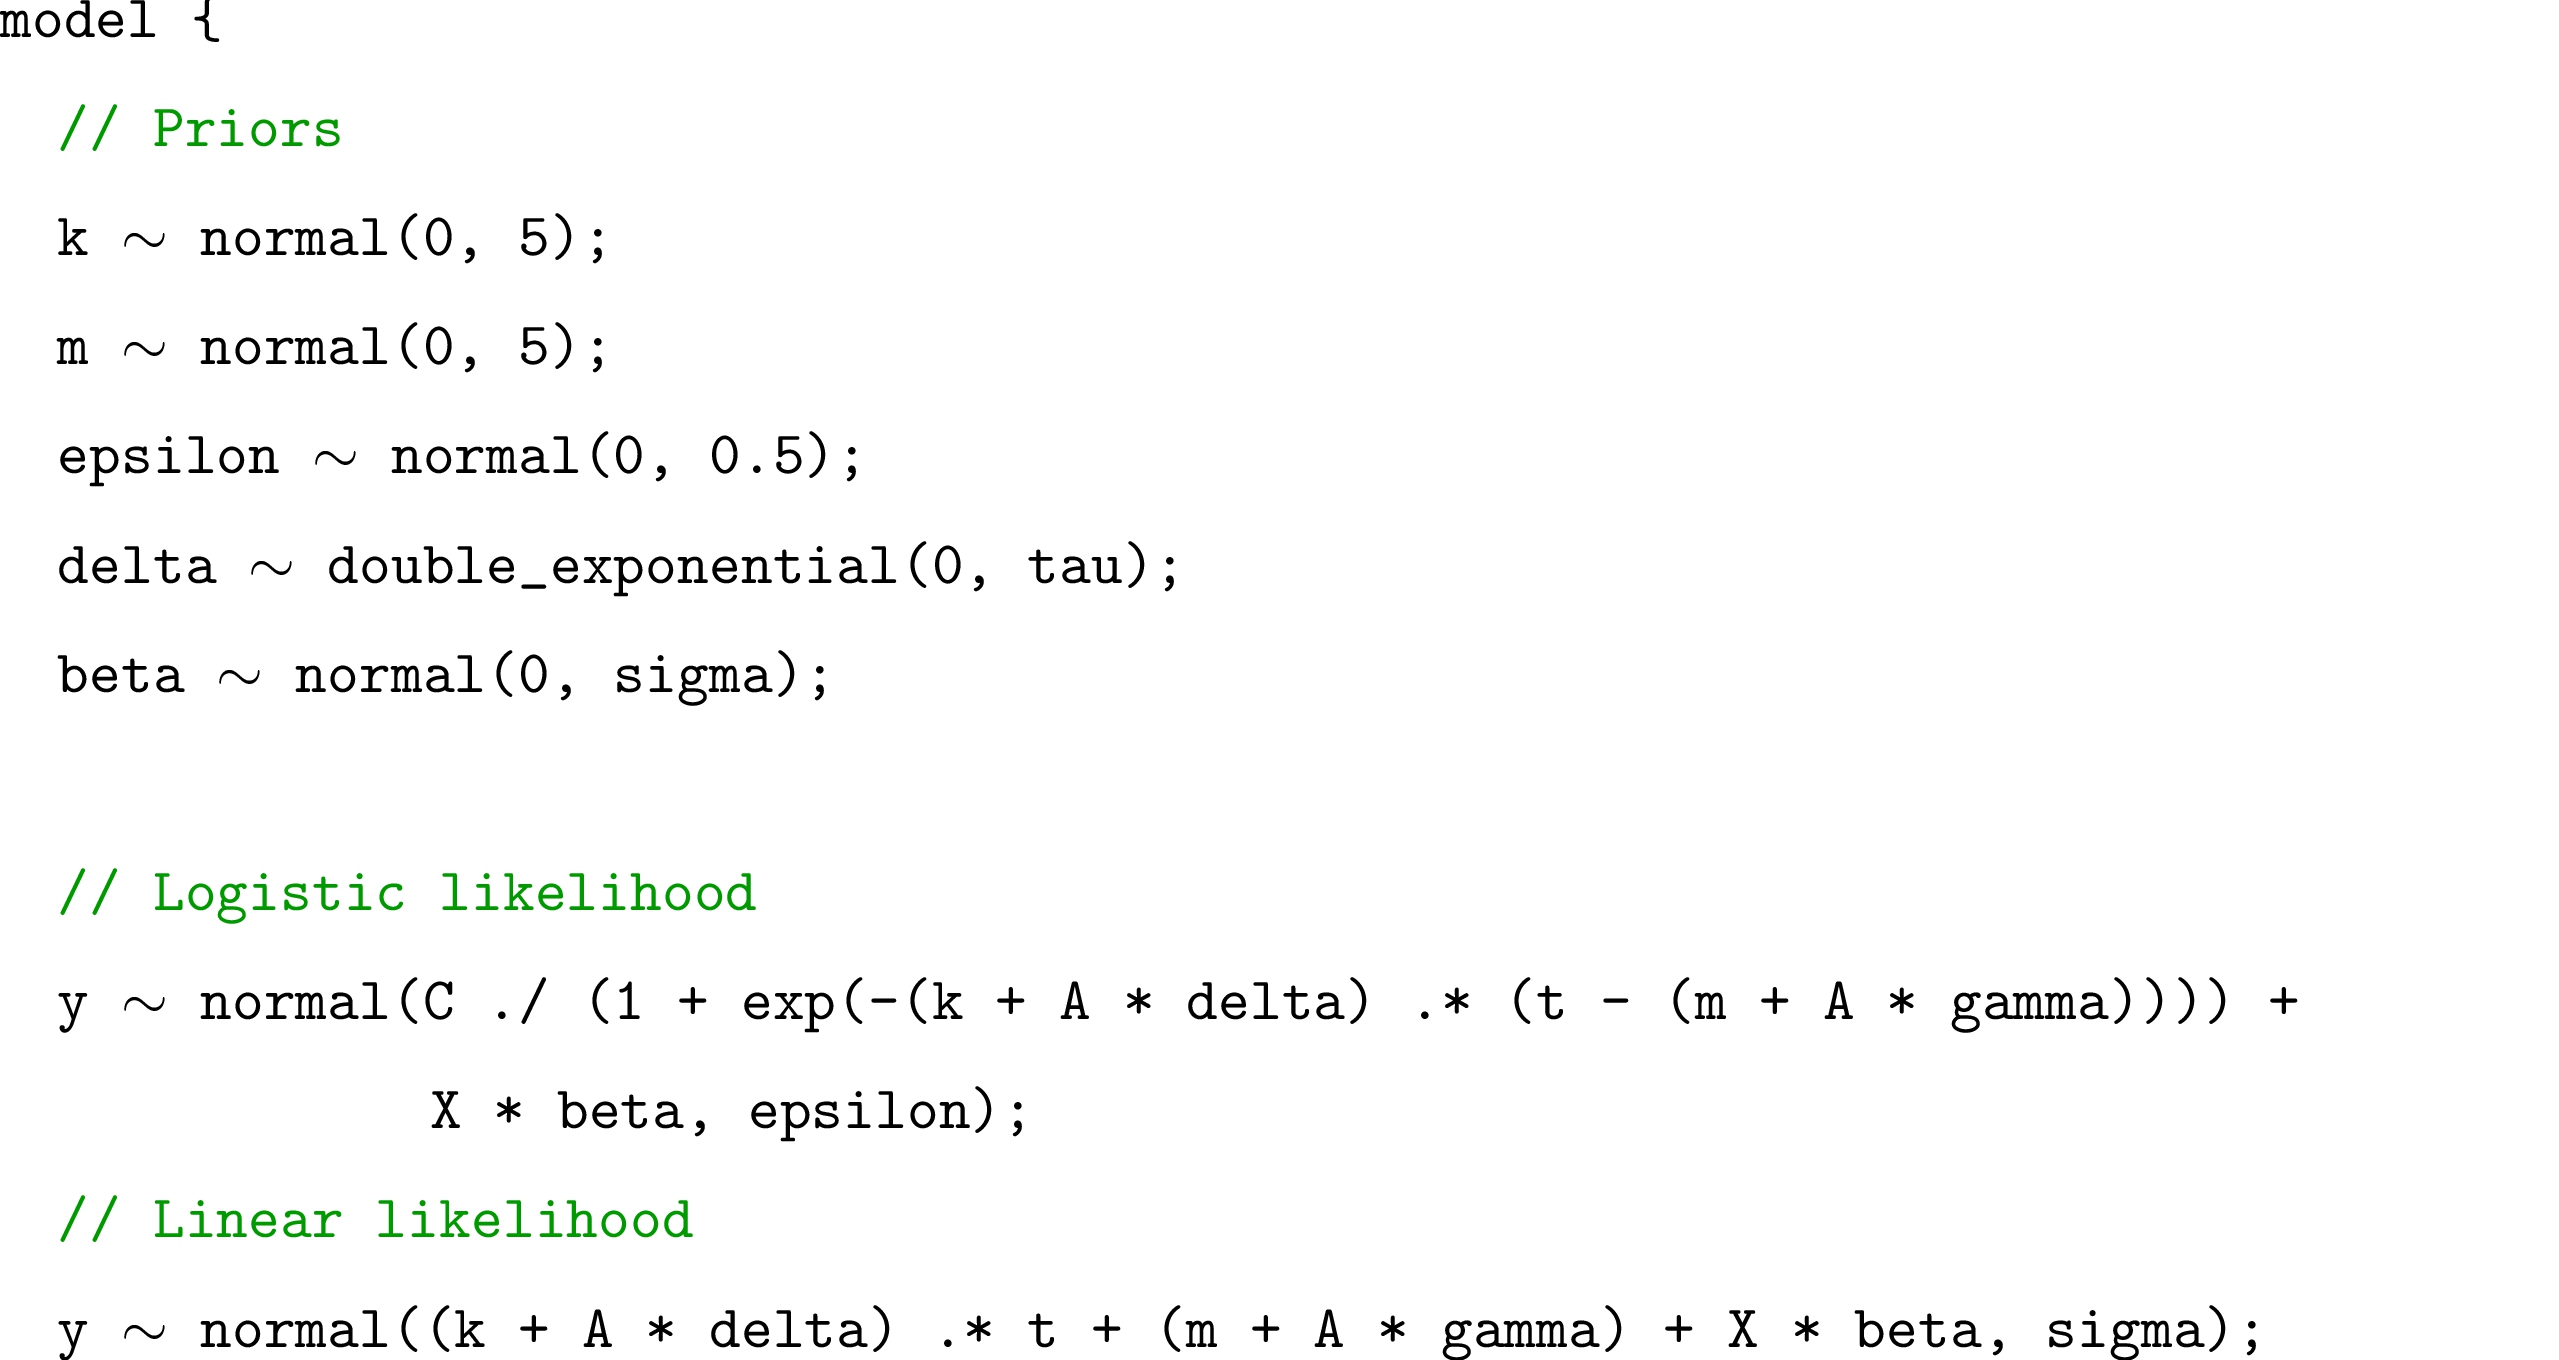 model {
// Priors
k ∼ normal(0, 5);
m ∼ normal(0, 5);
epsilon ∼ normal(0, 0.5);
delta ∼ double_exponential(0, tau);
beta ∼ normal(0, sigma);
// Logistic likelihood
y ∼ normal(C ./ (1 + exp(-(k + A * delta) .* (t - (m + A * gamma)))) +
X * beta, epsilon);
// Linear likelihood
y ∼ normal((k + A * delta) .* t + (m + A * gamma) + X * beta, sigma);